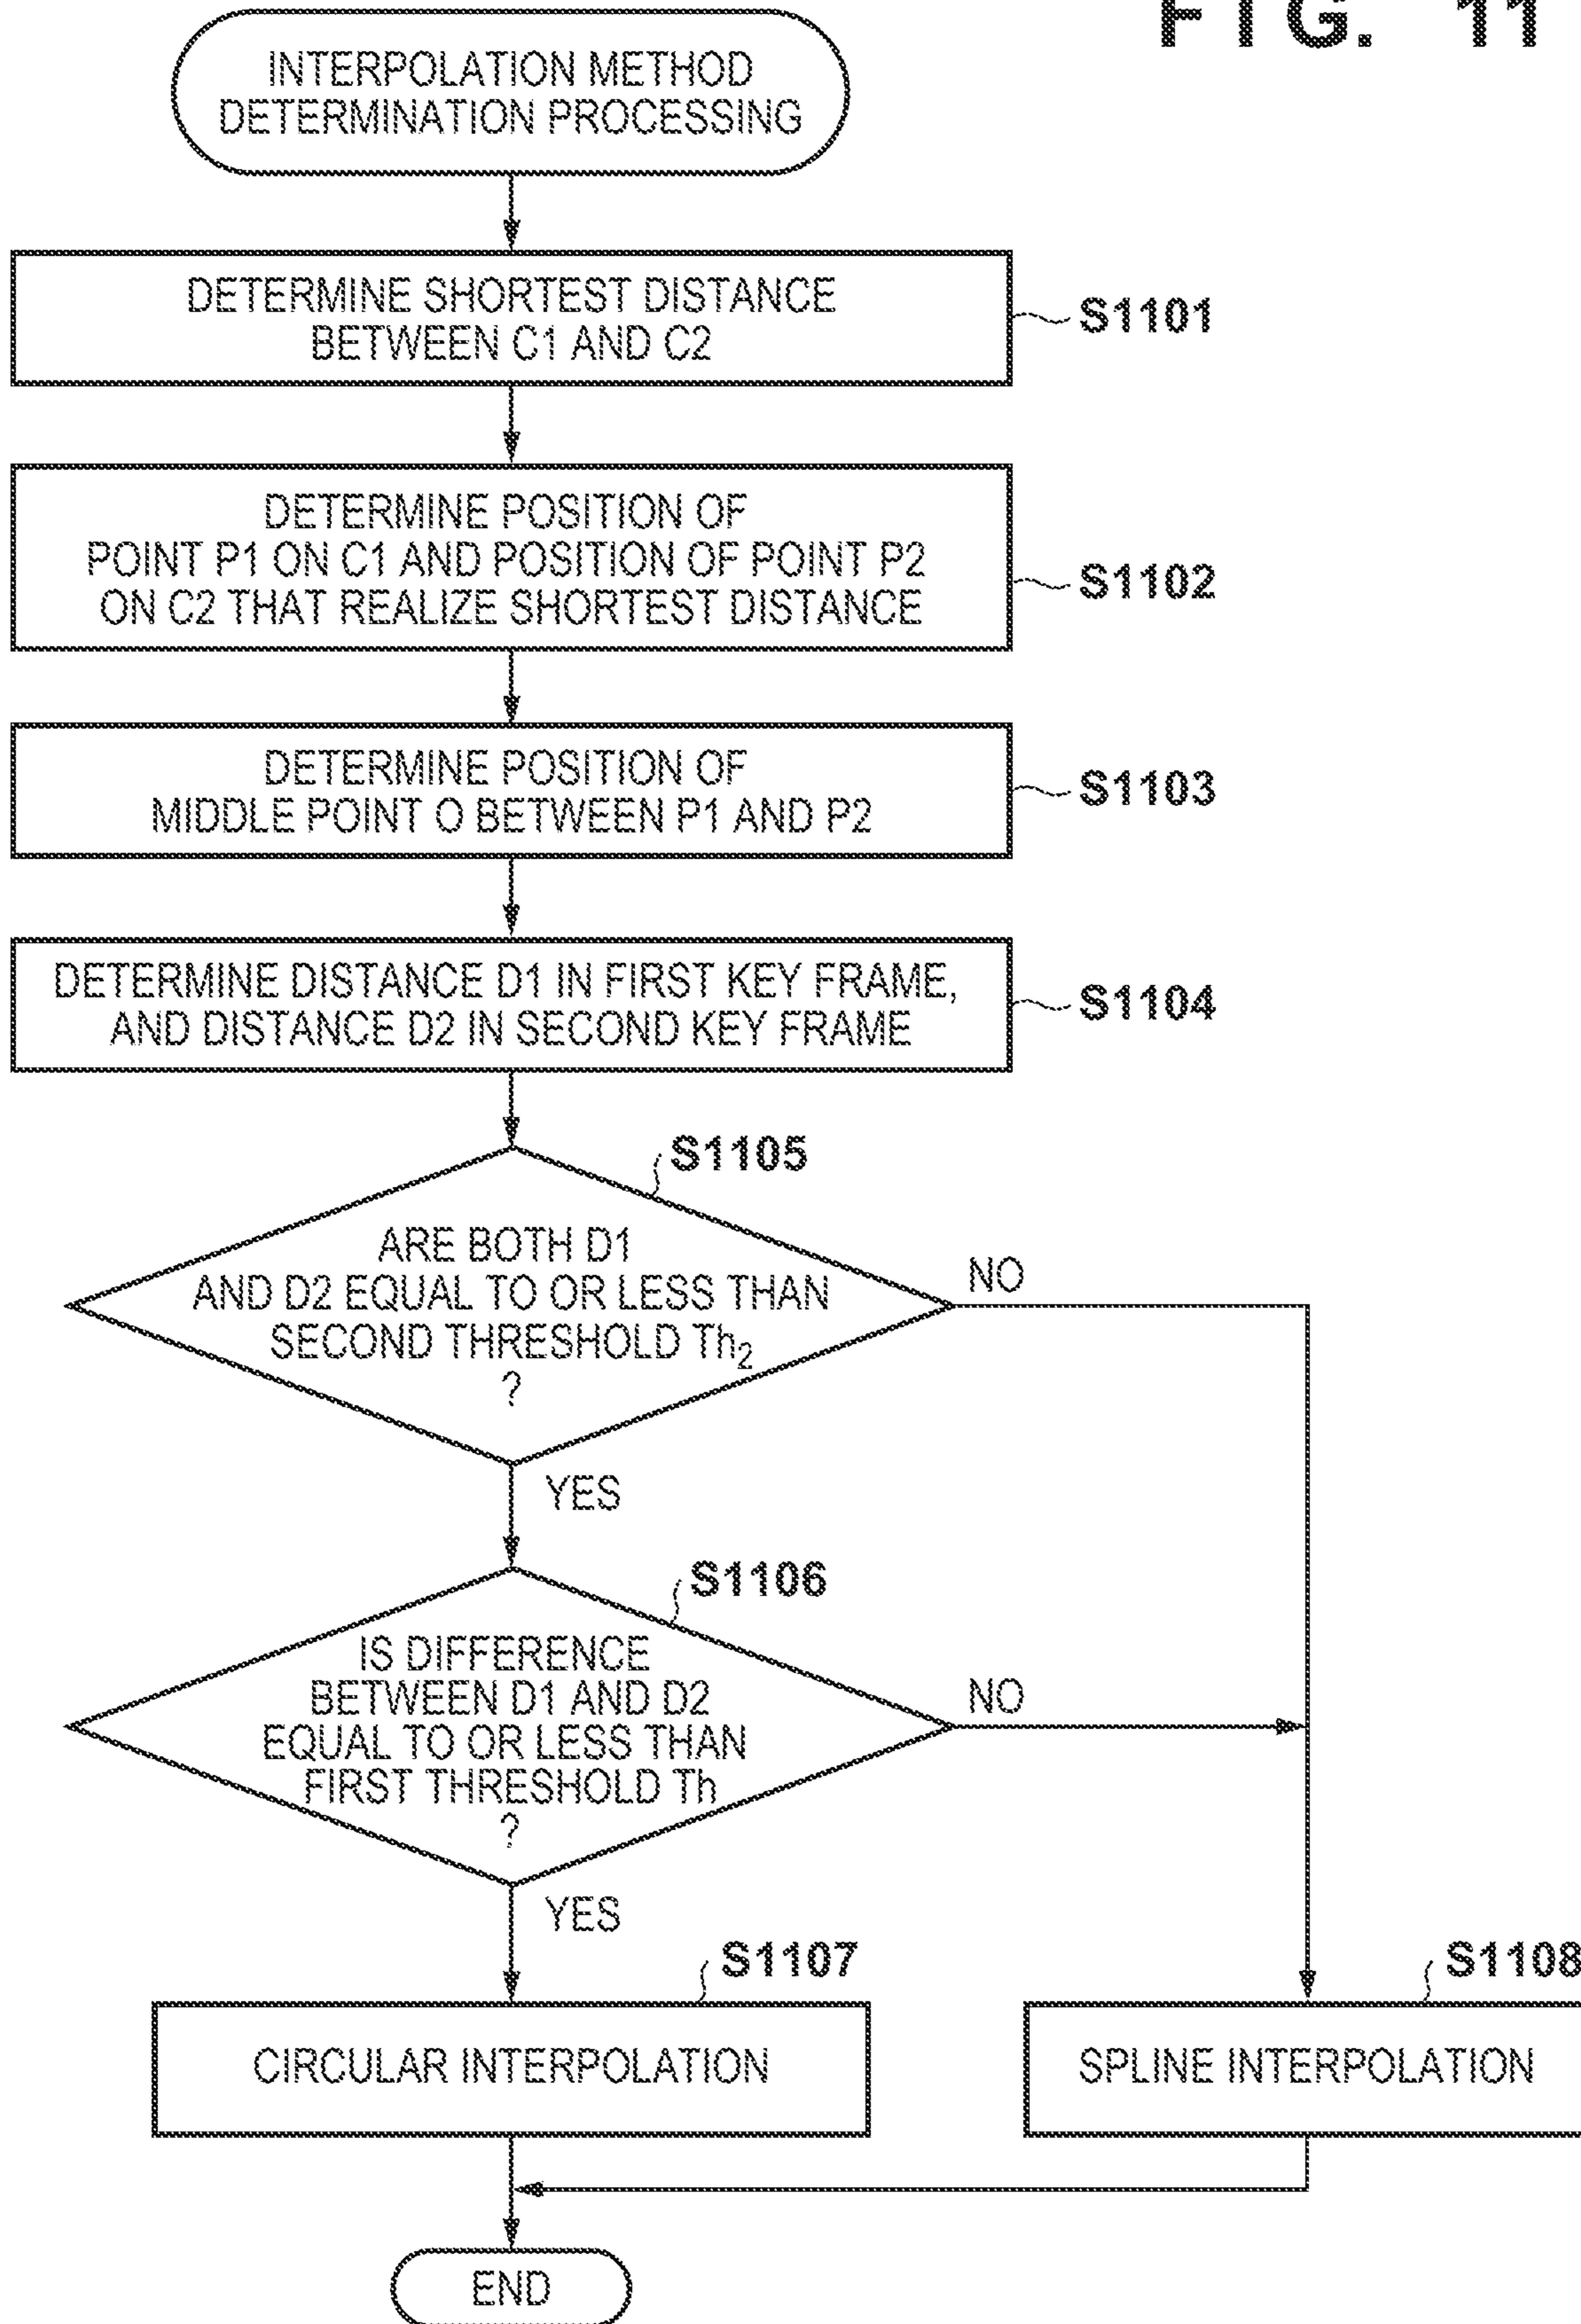 FIG. 11
INTERPOLATION METHOD
DETERMINATION PROCESSING
DETERMINE SHORTEST DISTANCE
BETWEEN C1 AND C2
S1101
DETERMINE POSITION OF
POINT P1 ON C1 AND POSITION OF POINT P2
ON C2 THAT REALIZE SHORTEST DISTANCE
S1102
DETERMINE POSITION OF
MIDDLE POINT O BETWEEN P1 AND P2
S1103
DETERMINE DISTANCE D1 IN FIRST KEY FRAME,
AND DISTANCE D2 IN SECOND KEY FRAME
S1104
S1105
ARE BOTH D1
AND D2 EQUAL TO OR LESS THAN
SECOND THRESHOLD Th₂
?
NO
YES
S1106
IS DIFFERENCE
BETWEEN D1 AND D2
EQUAL TO OR LESS THAN
FIRST THRESHOLD Th
?
NO
YES
S1107
CIRCULAR INTERPOLATION
S1108
SPLINE INTERPOLATION
END